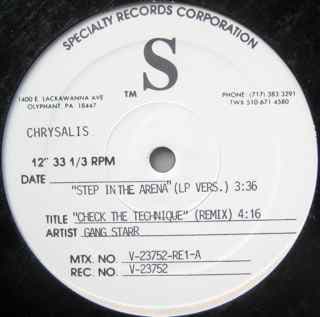 SPECIALTY RECORDS CORPORATION
S
TM
1400 E. LACKAWANNA AVE
OLYPHANT, PA 18447
PHONE: (717) 383 3291
TWX 510-671 4580
CHRYSALIS
12" 33 1/3 RPM
DATE
"STEP IN THE ARENA" (LP VERS.) 3:36
TITLE "CHECK THE TECHNIQUE" (REMIX) 4:16
ARTIST GANG STARR
MTX. NO. V-23752-RE1-A
REC. NO. V-23752